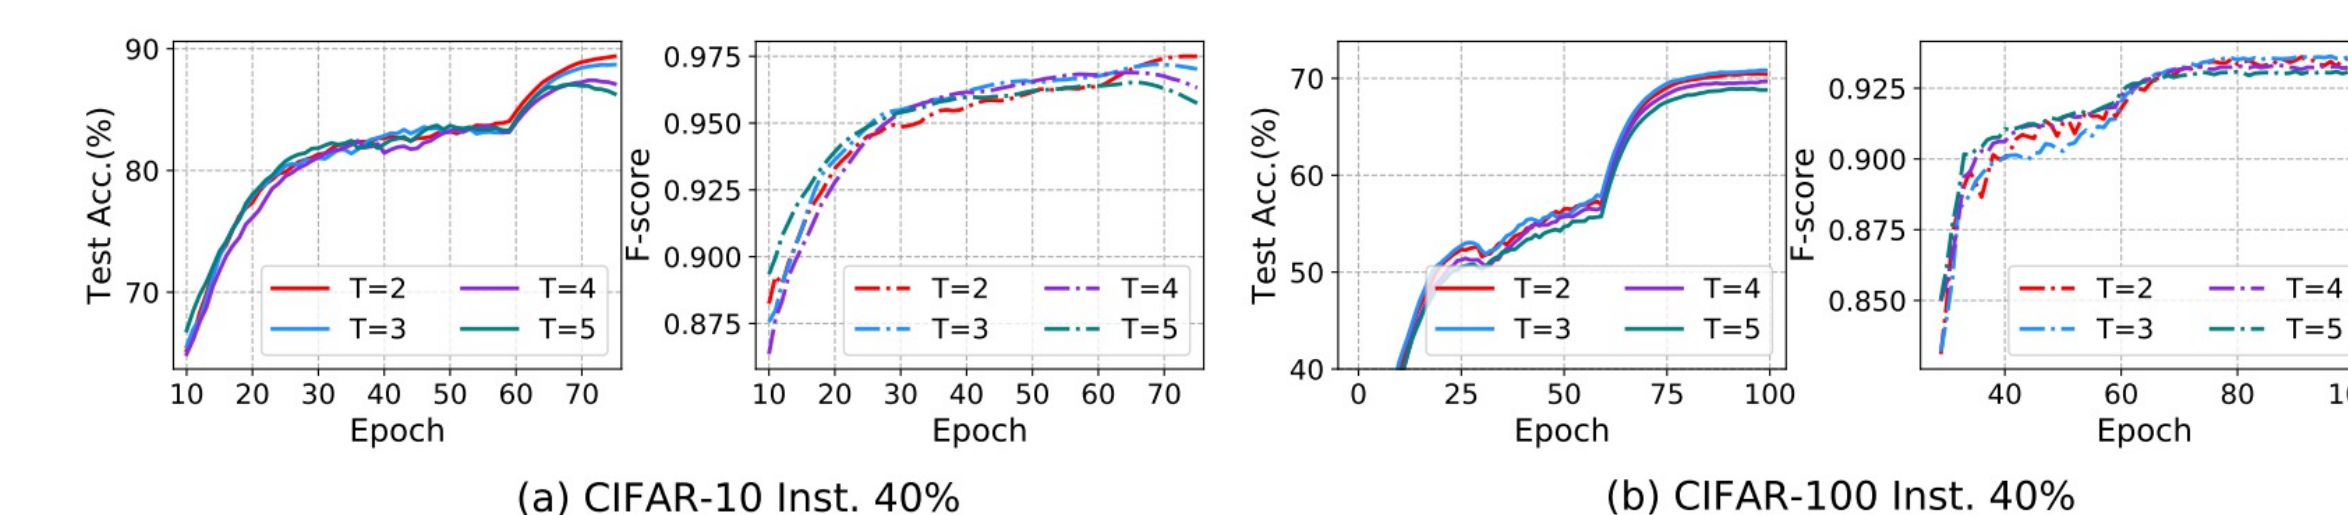 90
80
70
Test Acc.(%)
T=2 T=4
T=3 T=5
10 20 30 40 50 60 70
Epoch
0.975
0.950
0.925
0.900
0.875
F-score
T=2 T=4
T=3 T=5
10 20 30 40 50 60 70
Epoch
(a) CIFAR-10 Inst. 40%
70
60
50
40
Test Acc.(%)
T=2 T=4
T=3 T=5
0 25 50 75 100
Epoch
0.925
0.900
0.875
0.850
F-score
T=2 T=4
T=3 T=5
40 60 80
Epoch
(b) CIFAR-100 Inst. 40%